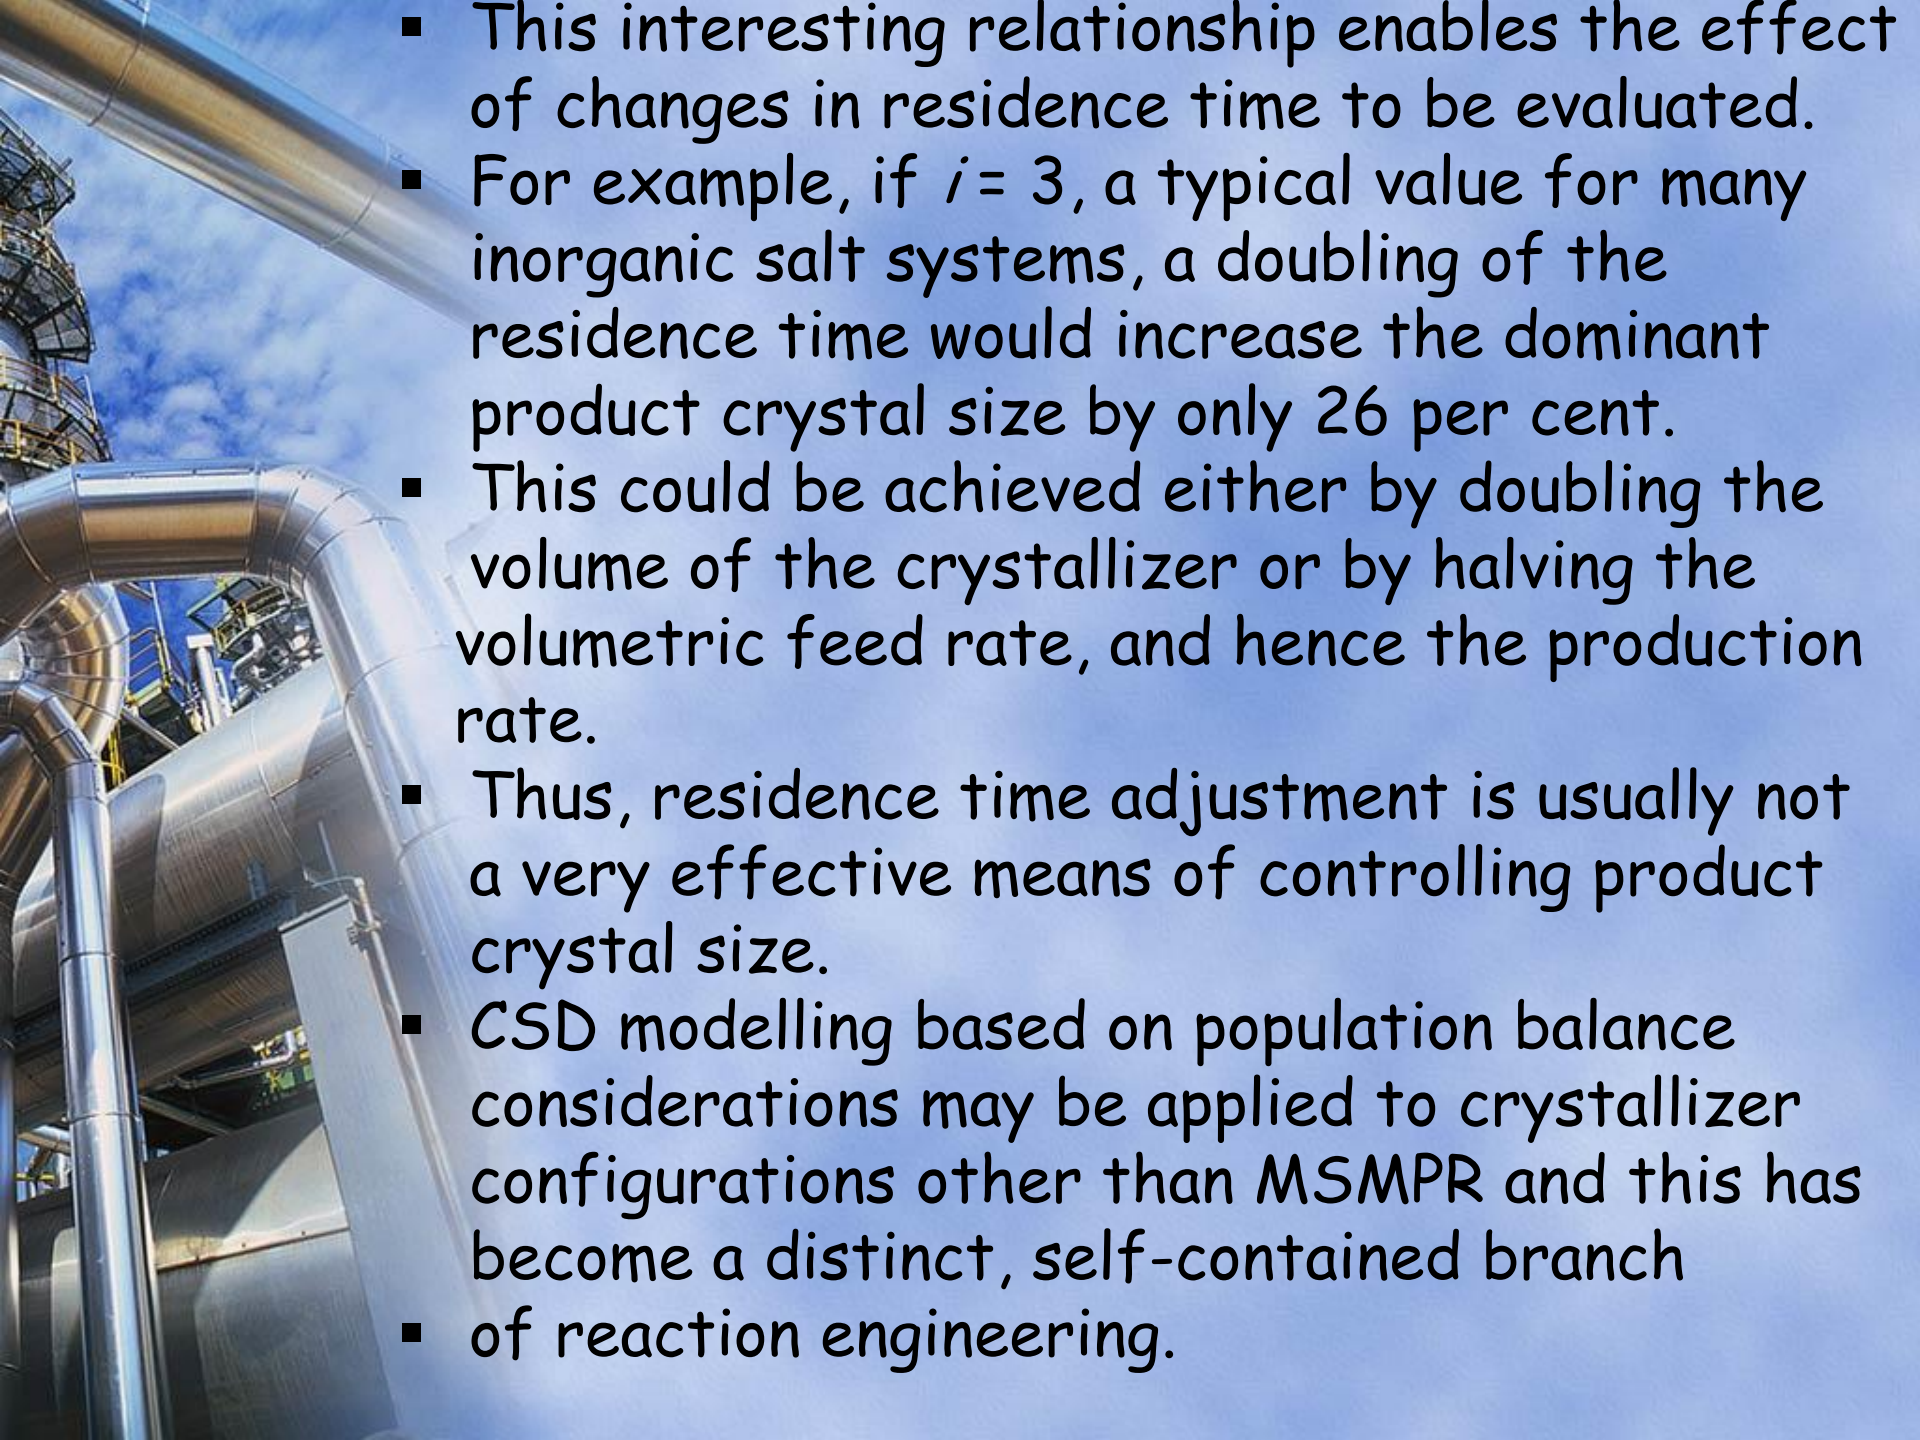 ▪ This interesting relationship enables the effect
of changes in residence time to be evaluated.
▪ For example, if i = 3, a typical value for many
inorganic salt systems, a doubling of the
residence time would increase the dominant
product crystal size by only 26 per cent.
▪ This could be achieved either by doubling the
volume of the crystallizer or by halving the
volumetric feed rate, and hence the production
rate.
▪ Thus, residence time adjustment is usually not
a very effective means of controlling product
crystal size.
▪ CSD modelling based on population balance
considerations may be applied to crystallizer
configurations other than MSMPR and this has
become a distinct, self-contained branch
▪ of reaction engineering.